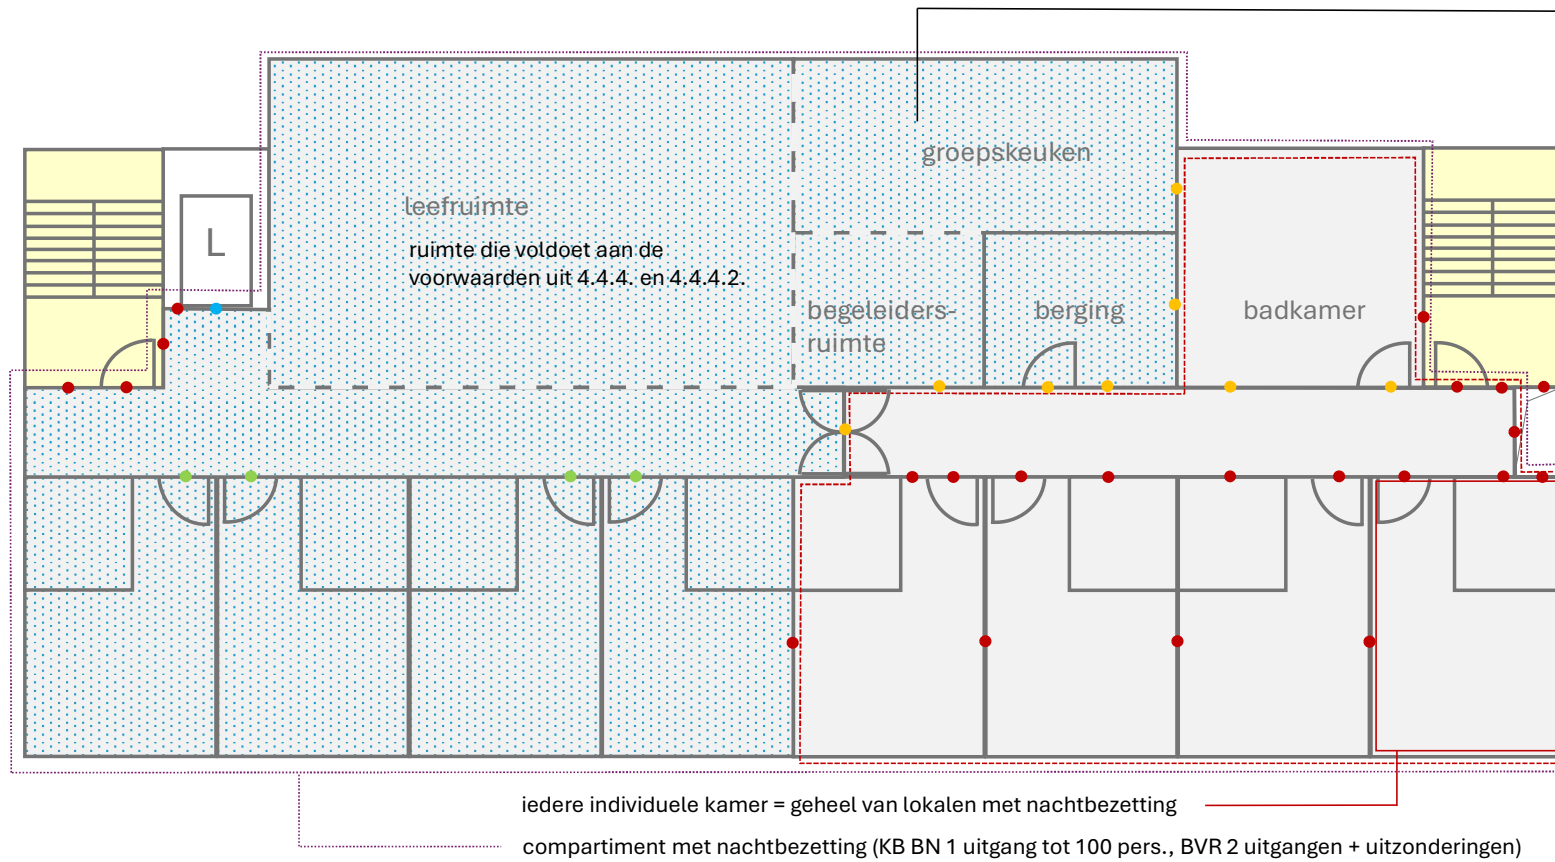 groepskeuken
leefruimte
L
ruimte die voldoet aan de
voorwaarden uit 4.4.4. en 4.4.4.2.
begeleiders-
ruimte
berging
badkamer
iedere individuele kamer = geheel van lokalen met nachtbezetting
compartiment met nachtbezetting (KB BN 1 uitgang tot 100 pers., BVR 2 uitgangen + uitzonderingen)